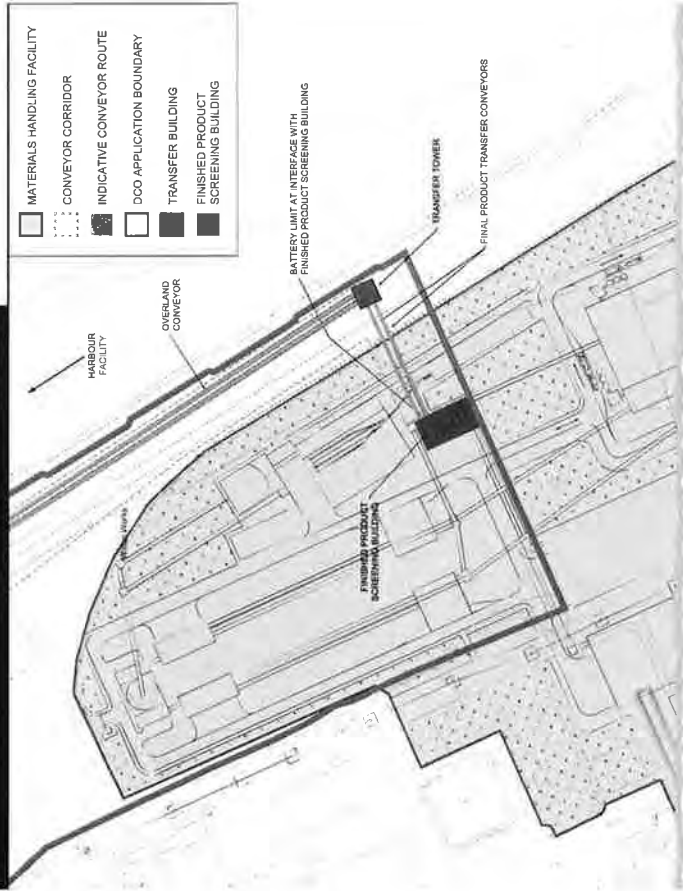 MATERIALS HANDLING FACILITY
CONVEYOR CORRIDOR
INDICATIVE CONVEYOR ROUTE
DCO APPLICATION BOUNDARY
TRANSFER BUILDING
FINISHED PRODUCT
SCREENING BUILDING
HARBOUR
FACILITY
OVERLAND
CONVEYOR
BATTERY LIMIT AT INTERFACE WITH
FINISHED PRODUCT SCREENING BUILDING
TRANSFER TOWER
FINAL PRODUCT TRANSFER CONVEYORS
FINISHED PRODUCT
SCREENING BUILDING
Works